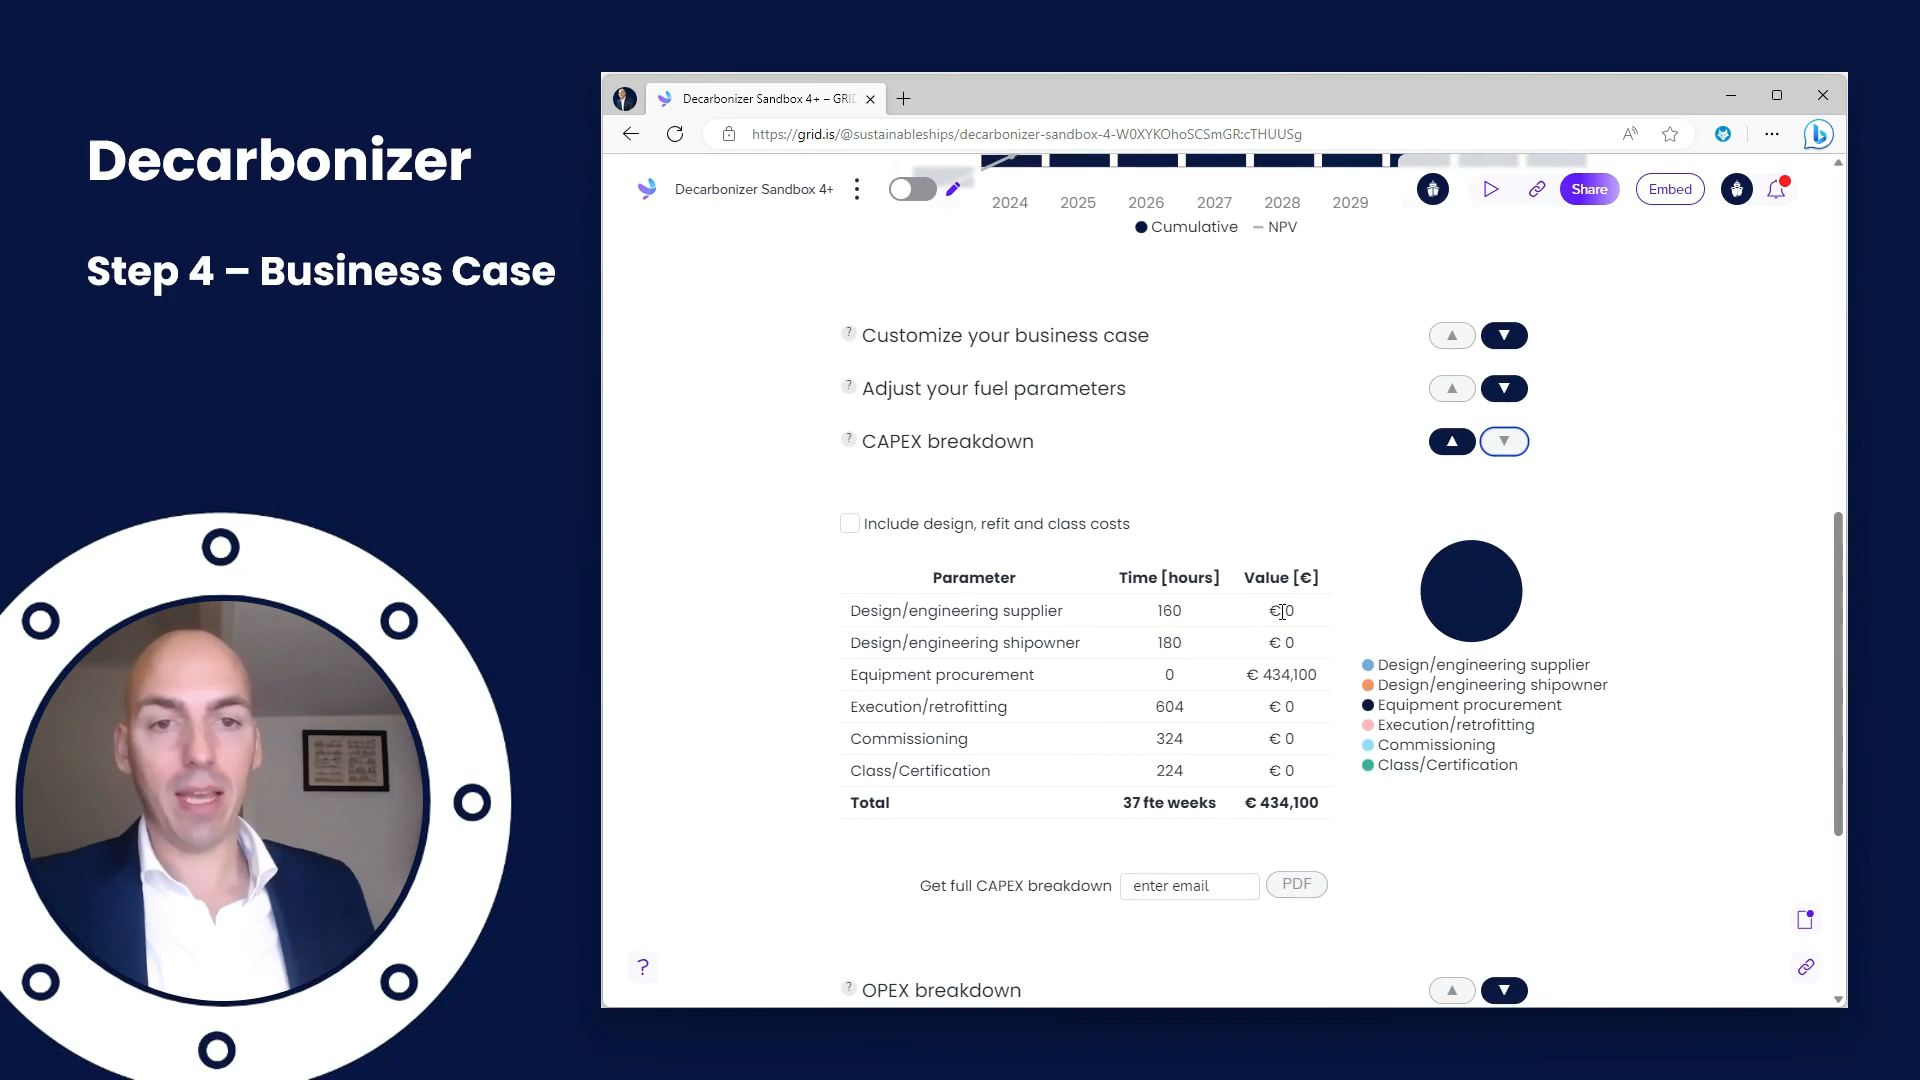 Decarbonizer
Step 4 – Business Case
Decarbonizer Sandbox 4+ – GRID
https://grid.is/@sustainableships/decarbonizer-sandbox-4-W0XYKOhoSCSmGR:cTHUUSg
Decarbonizer Sandbox 4+
Share
Embed
2024 2025 2026 2027 2028 2029
Cumulative NPV
? Customize your business case ▲ ▼
? Adjust your fuel parameters ▲ ▼
? CAPEX breakdown ▲ ▼
Include design, refit and class costs
Parameter Time [hours] Value [€]
Design/engineering supplier 160 € 0
Design/engineering shipowner 180 € 0
Equipment procurement 0 € 434,100
Execution/retrofitting 604 € 0
Commissioning 324 € 0
Class/Certification 224 € 0
Total 37 fte weeks € 434,100
Design/engineering supplier
Design/engineering shipowner
Equipment procurement
Execution/retrofitting
Commissioning
Class/Certification
Get full CAPEX breakdown enter email PDF
?
? OPEX breakdown ▲ ▼